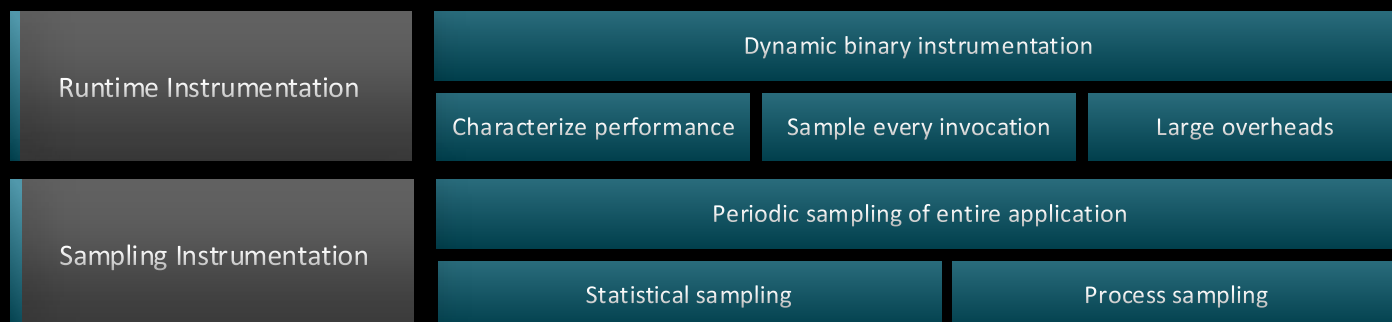 Runtime Instrumentation
Dynamic binary instrumentation
Characterize performance
Sample every invocation
Large overheads
Sampling Instrumentation
Periodic sampling of entire application
Statistical sampling
Process sampling